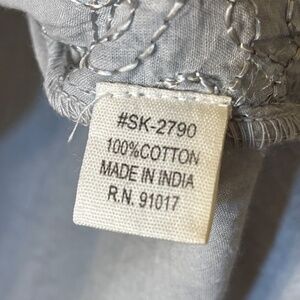 #SK-2790
100%COTTON
MADE IN INDIA
R.N. 91017